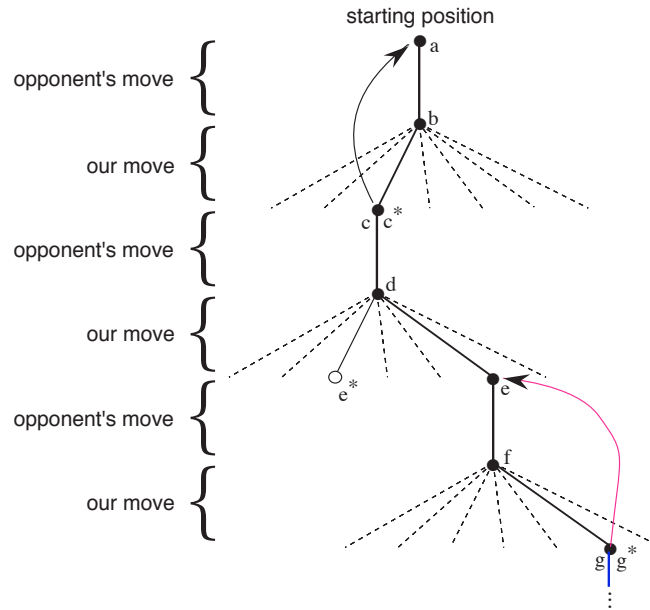 starting position
a
opponent's move
b
our move
c c*
opponent's move
d
our move
e* e
opponent's move
f
our move
g g*